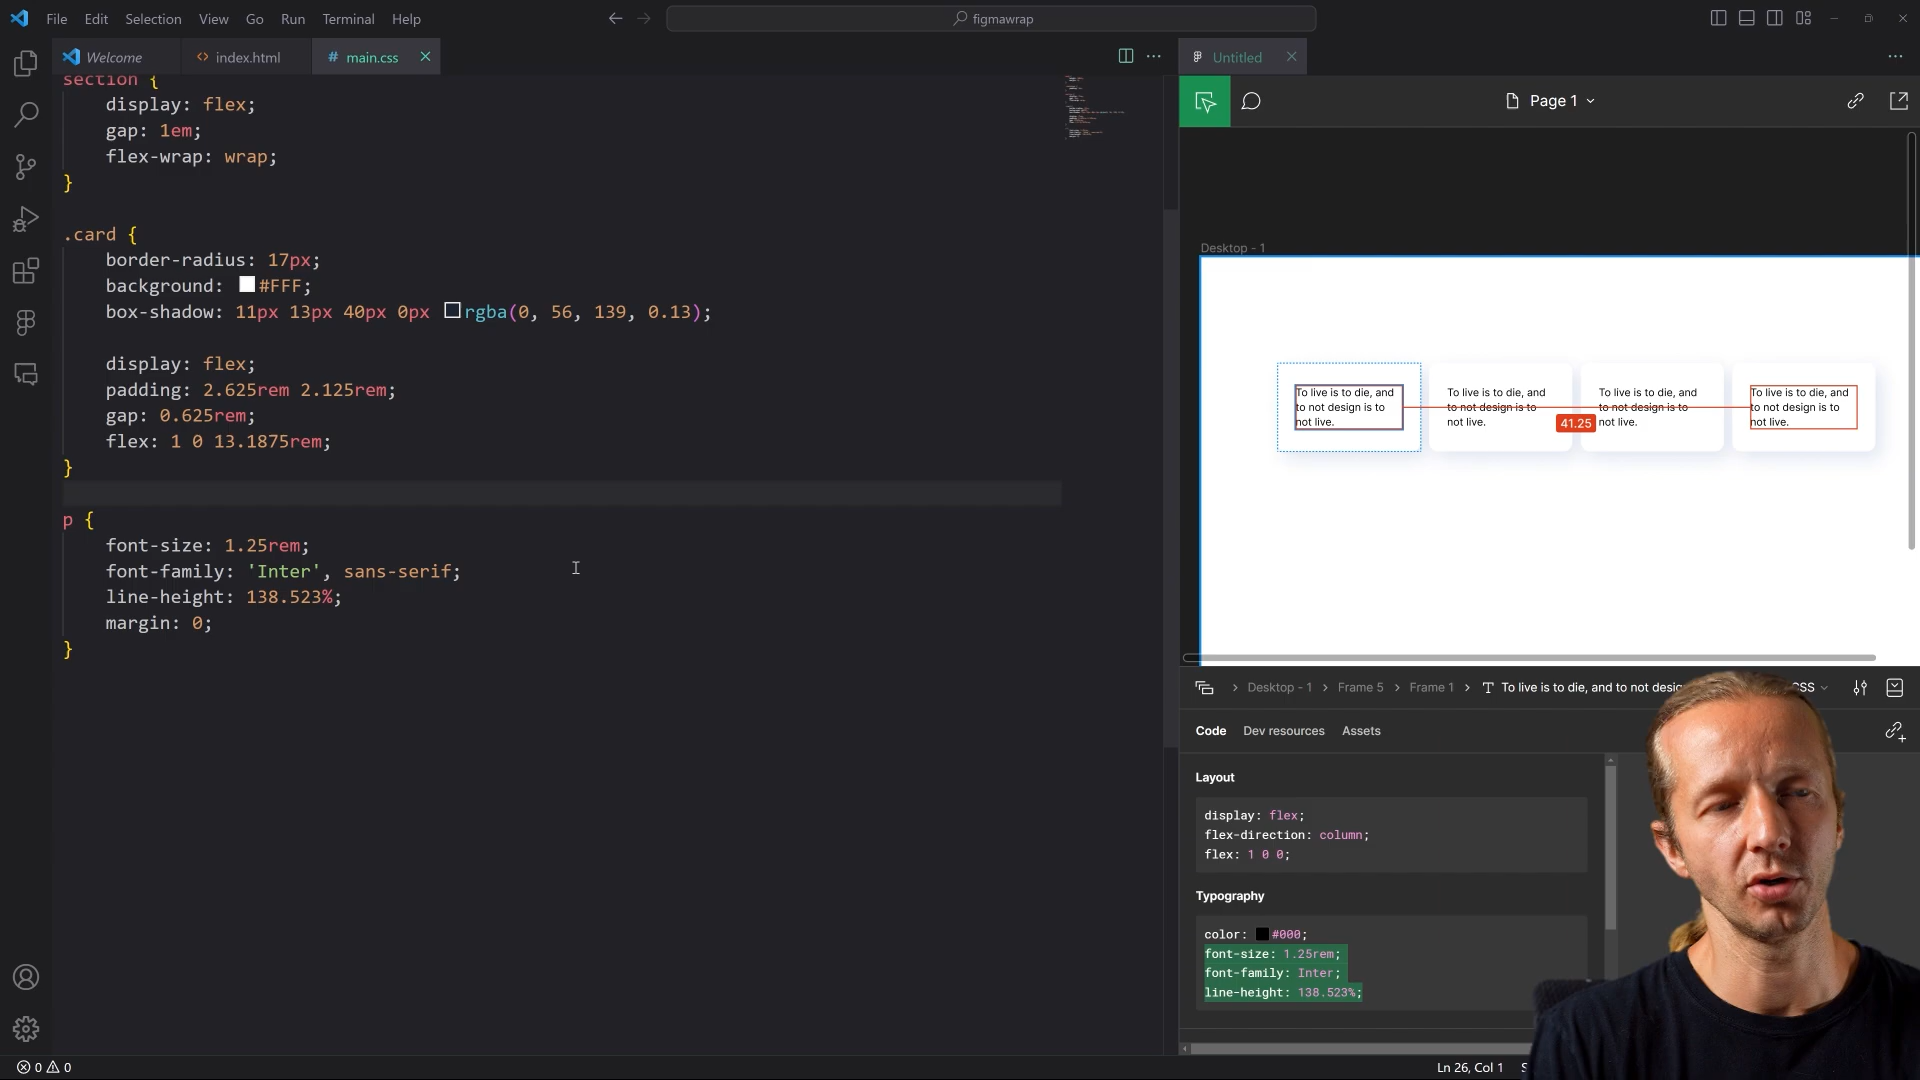 File Edit Selection View Go Run Terminal Help
figmawrap
Welcome
index.html
# main.css
Untitled
section {
display: flex;
gap: 1em;
flex-wrap: wrap;
}
.card {
border-radius: 17px;
background: #FFF;
box-shadow: 11px 13px 40px 0px rgba(0, 56, 139, 0.13);
display: flex;
padding: 2.625rem 2.125rem;
gap: 0.625rem;
flex: 1 0 13.1875rem;
}
p {
font-size: 1.25rem;
font-family: 'Inter', sans-serif;
line-height: 138.523%;
margin: 0;
}
Page 1
Desktop - 1
To live is to die, and
to not design is to
not live.
To live is to die, and
to not design is to
not live.
To live is to die, and
to not design is to
not live.
To live is to die, and
to not design is to
not live.
41.25
Desktop - 1 > Frame 5 > Frame 1 > To live is to die, and to not
Code Dev resources Assets
Layout
display: flex;
flex-direction: column;
flex: 1 0 0;
Typography
color: #000;
font-size: 1.25rem;
font-family: Inter;
line-height: 138.523%;
0 0
Ln 26, Col 1